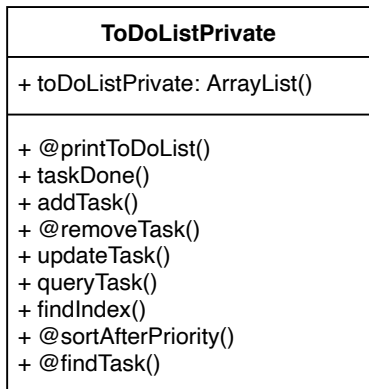 ToDoListPrivate
+ toDoListPrivate: ArrayList()
+ @printToDoList()
+ taskDone()
+ addTask()
+ @removeTask()
+ updateTask()
+ queryTask()
+ findIndex()
+ @sortAfterPriority()
+ @findTask()